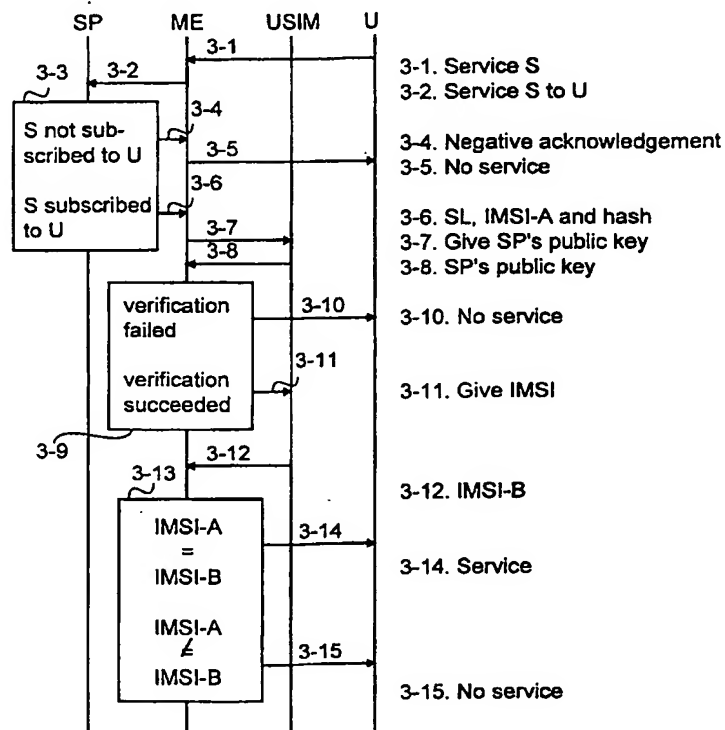 SP ME USIM U
3-1
3-1. Service S
3-3 3-2
3-2. Service S to U
3-4
S not sub-
scribed to U
3-4. Negative acknowledgement
3-5
3-5. No service
3-6
S subscribed
to U
3-6. SL, IMSI-A and hash
3-7
3-7. Give SP's public key
3-8
3-8. SP's public key
verification
failed
3-10
3-10. No service
3-11
verification
succeeded
3-11. Give IMSI
3-9
3-12
3-13
3-12. IMSI-B
IMSI-A
=
IMSI-B
3-14
3-14. Service
IMSI-A
≠
IMSI-B
3-15
3-15. No service